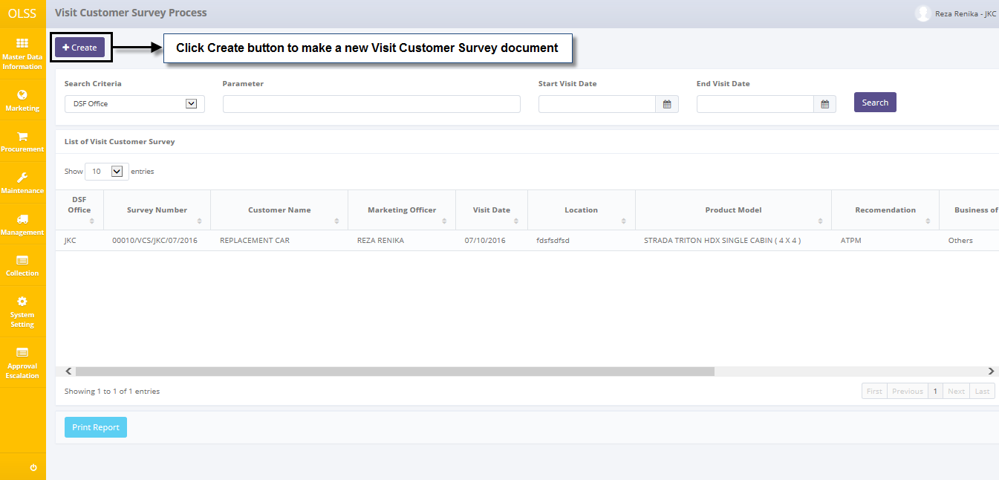 OLSS
Visit Customer Survey Process
Reza Renika - JKC
Master Data
Information
Marketing
Procurement
Maintenance
Management
Collection
System
Setting
Approval
Escalation
Create
Click Create button to make a new Visit Customer Survey document
Search Criteria
Parameter
Start Visit Date
End Visit Date
DSF Office
Search
List of Visit Customer Survey
Show 10 entries
DSF
Office
Survey Number
Customer Name
Marketing Officer
Visit Date
Location
Product Model
Recomendation
Business of
JKC
00010/VCS/JKC/07/2016
REPLACEMENT CAR
REZA RENIKA
07/10/2016
fdsfsdfsd
STRADA TRITON HDX SINGLE CABIN ( 4 X 4 )
ATPM
Others
Showing 1 to 1 of 1 entries
First Previous 1 Next Last
Print Report